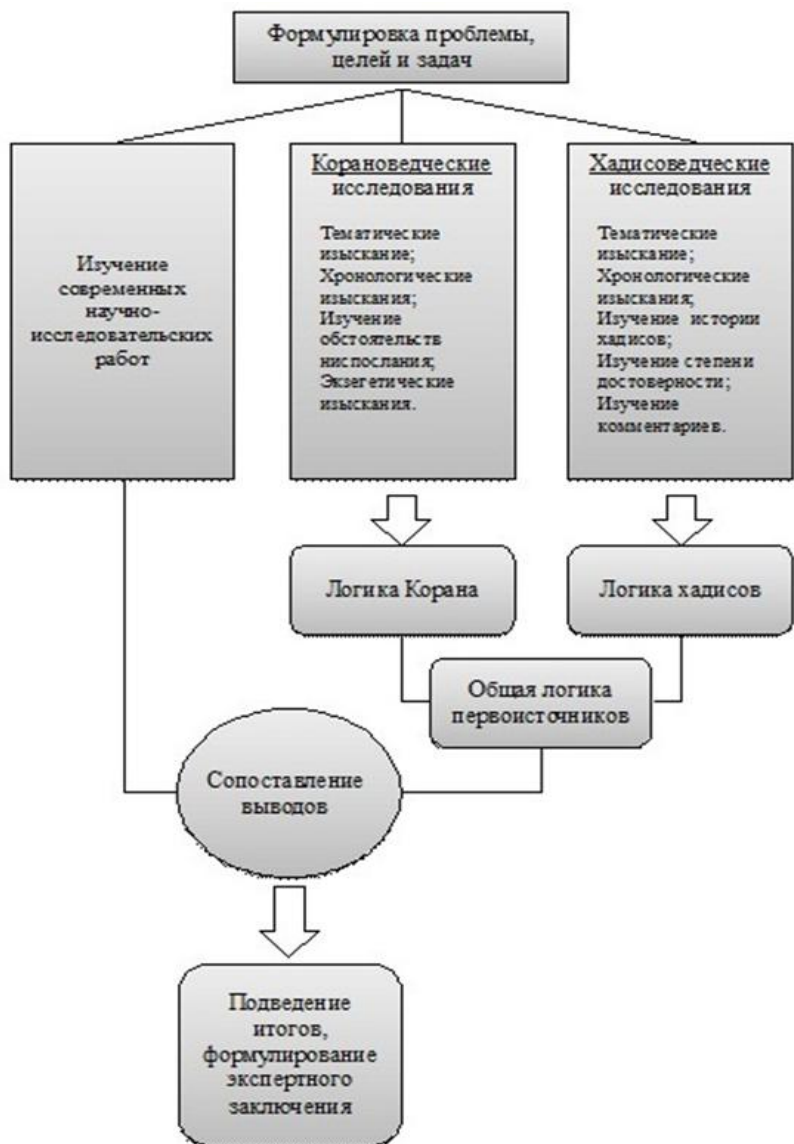 Формулировка проблемы,
целей и задач
Изучение
современных
научно-
исследовательских
работ
Корановедческие
исследования
Тематические
изыскание;
Хронологические
изыскания;
Изучение
обстоятельств
ниспослания;
Экзегетические
изыскания.
Хадисоведческие
исследования
Тематические
изыскание;
Хронологические
изыскания;
Изучение истории
хадисов;
Изучение степени
достоверности;
Изучение
комментариев.
Логика Корана
Логика хадисов
Общая логика
первоисточников
Сопоставление
выводов
Подведение
итогов,
формулирование
экспертного
заключения